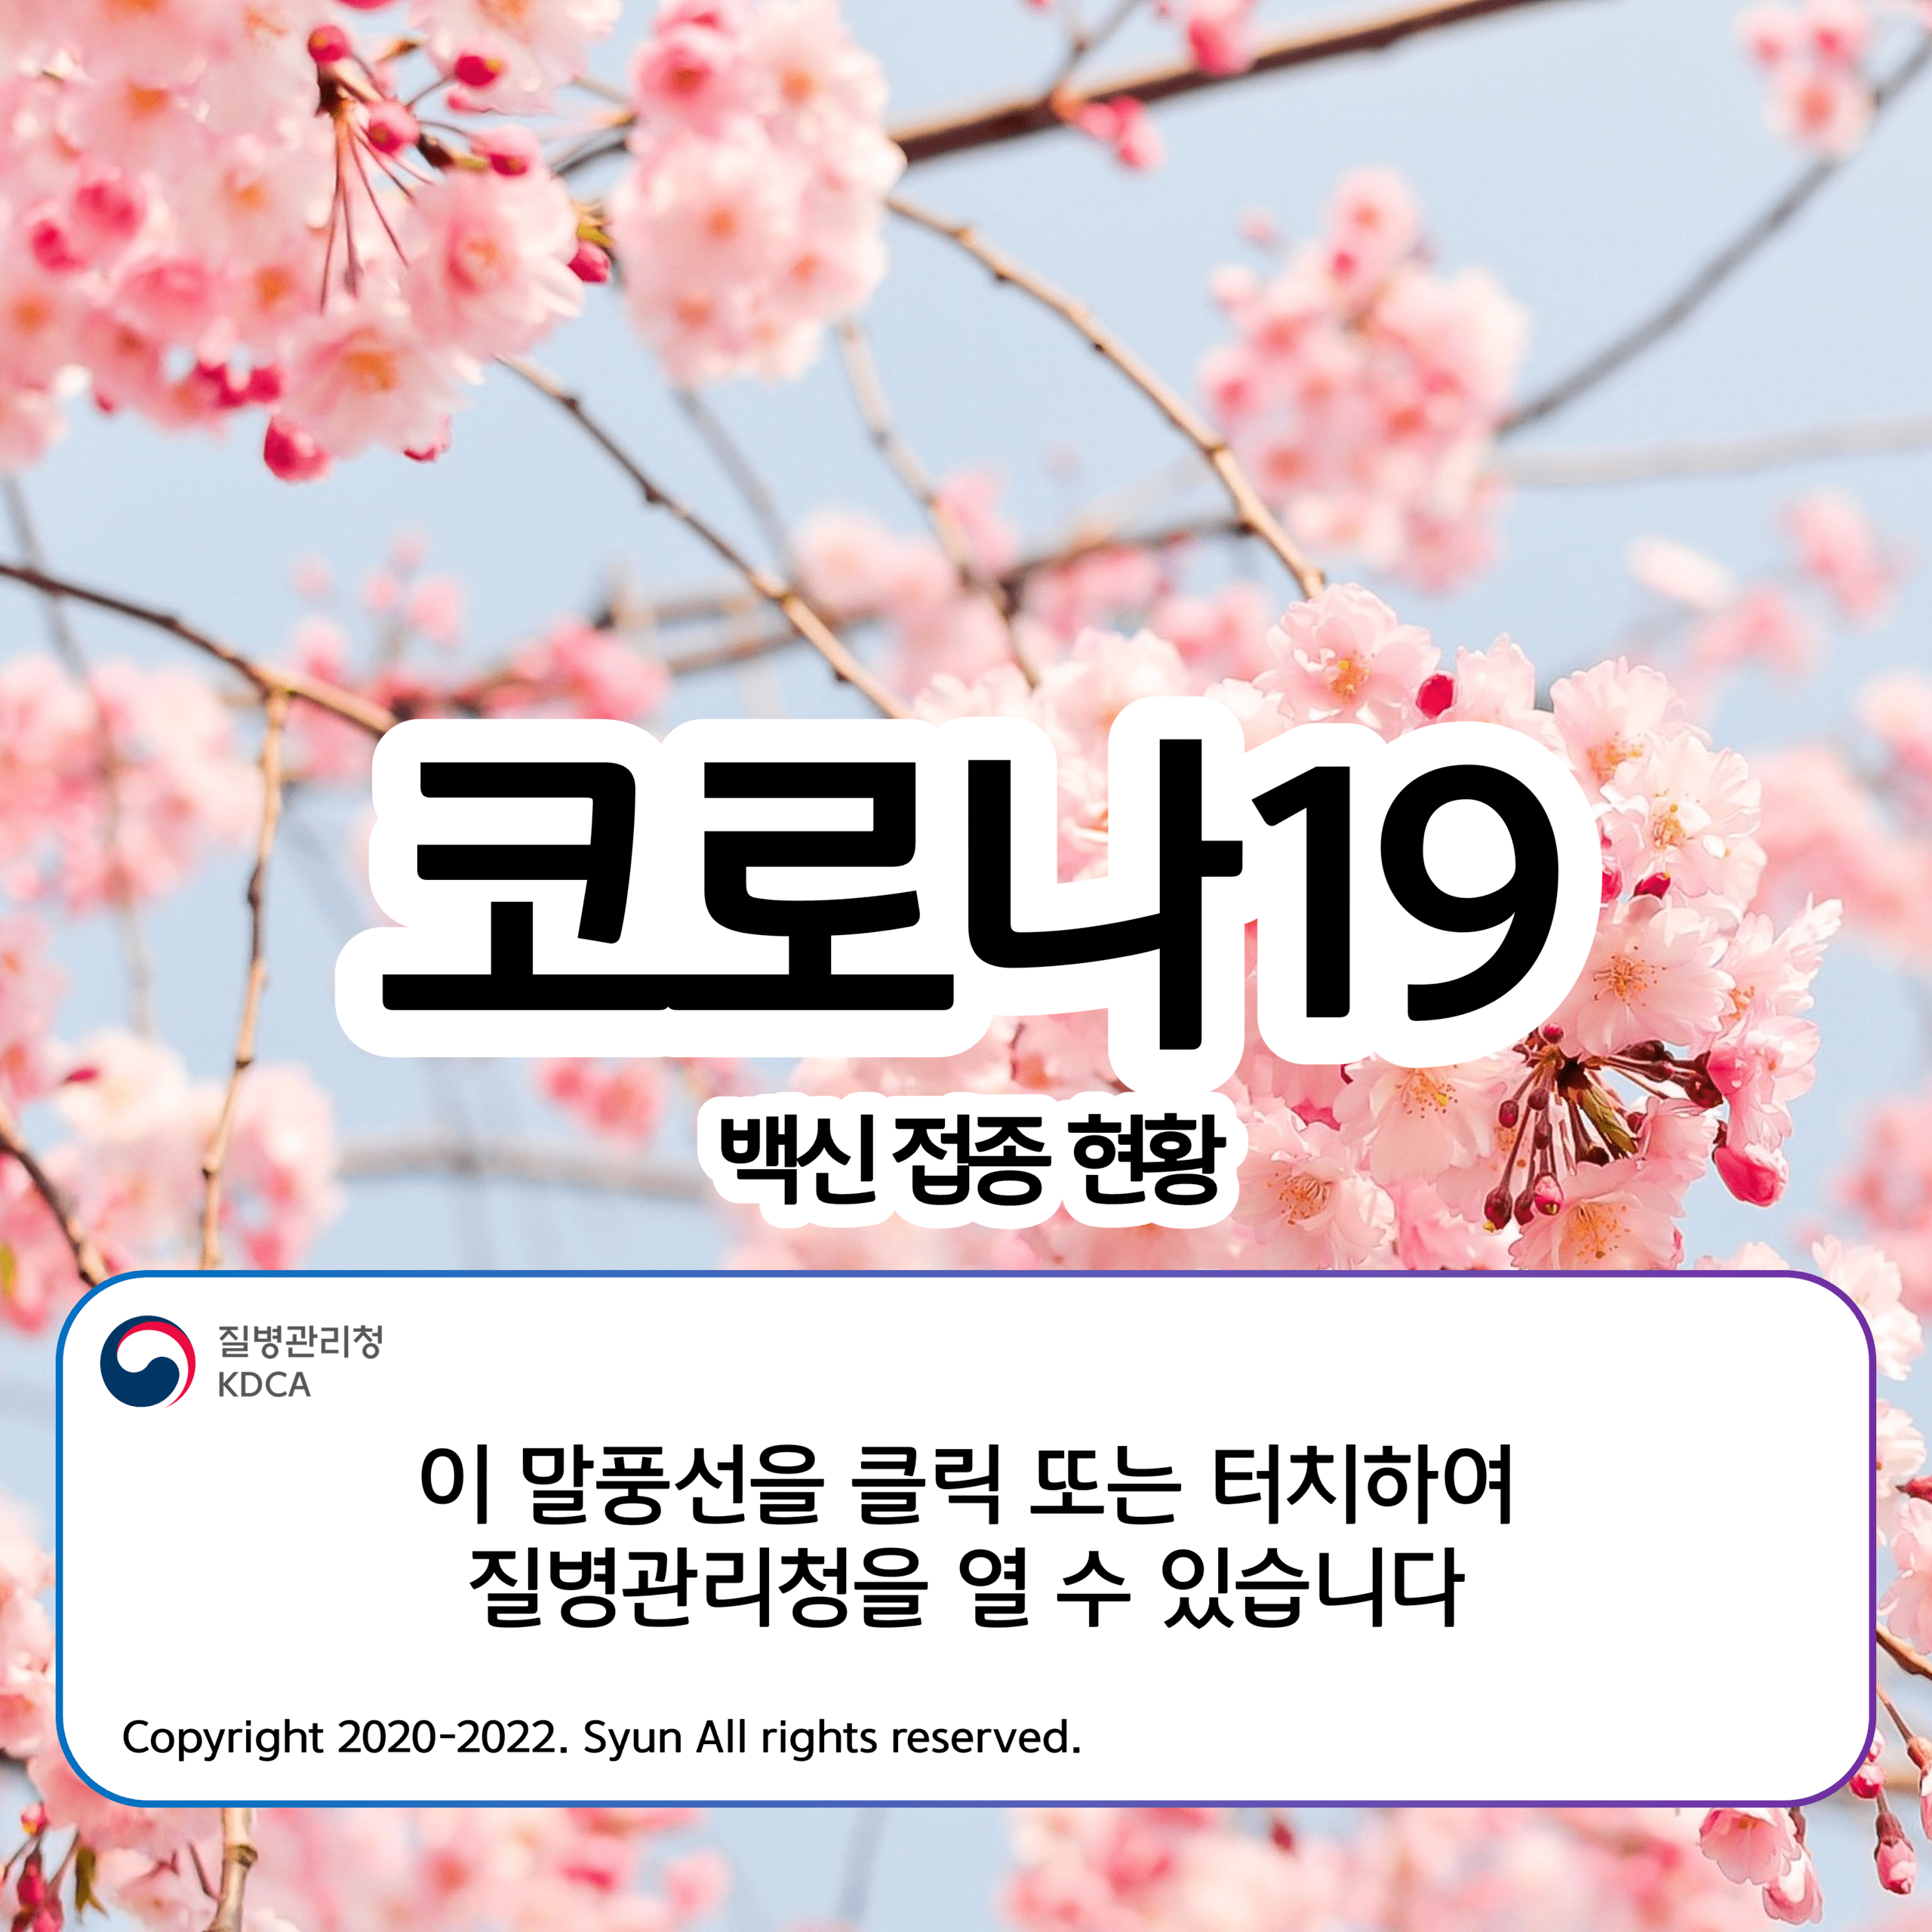 코로나19
백신 접종 현황
질병관리청
KDCA
이 말풍선을 클릭 또는 터치하여
질병관리청을 열 수 있습니다
Copyright 2020-2022. Syun All rights reserved.